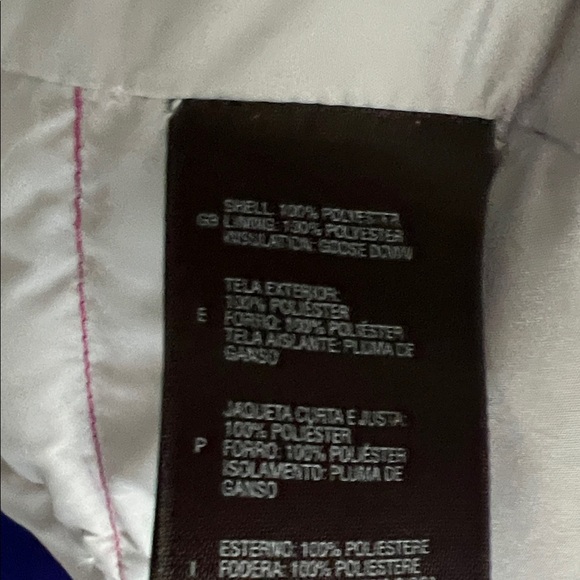 SHELL: 100% POLYESTER
GB LINING: 100% POLYESTER
INSULATION: GOOSE DOWN
TELA EXTERIOR:
100% POLIÉSTER
E FORRO: 100% POLIÉSTER
TELA AISLANTE: PLUMA DE
GANSO
JAQUETA CURTA E JUSTA:
100% POLIÉSTER
P FORRO: 100% POLIÉSTER
ISOLAMENTO: PLUMA DE
GANSO
ESTERNO: 100% POLIESTERE
I FODERA: 100% POLIESTERE